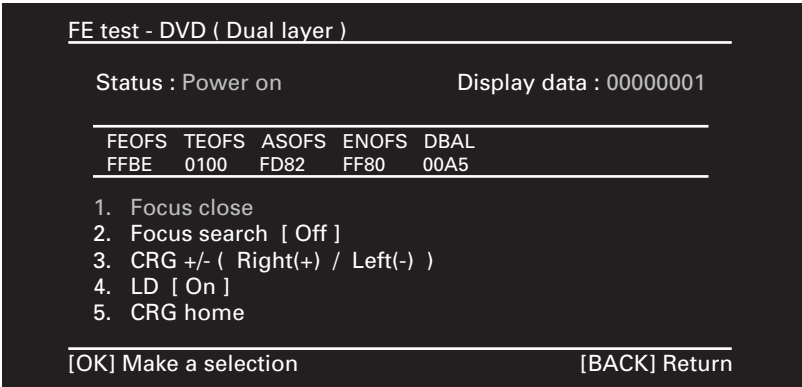 FE test - DVD ( Dual layer )
Status : Power on Display data : 00000001
FEOFS TEOFS ASOFS ENOFS DBAL
FFBE 0100 FD82 FF80 00A5
1. Focus close
2. Focus search [ Off ]
3. CRG +/- ( Right(+) / Left(-) )
4. LD [ On ]
5. CRG home
[OK] Make a selection [BACK] Return